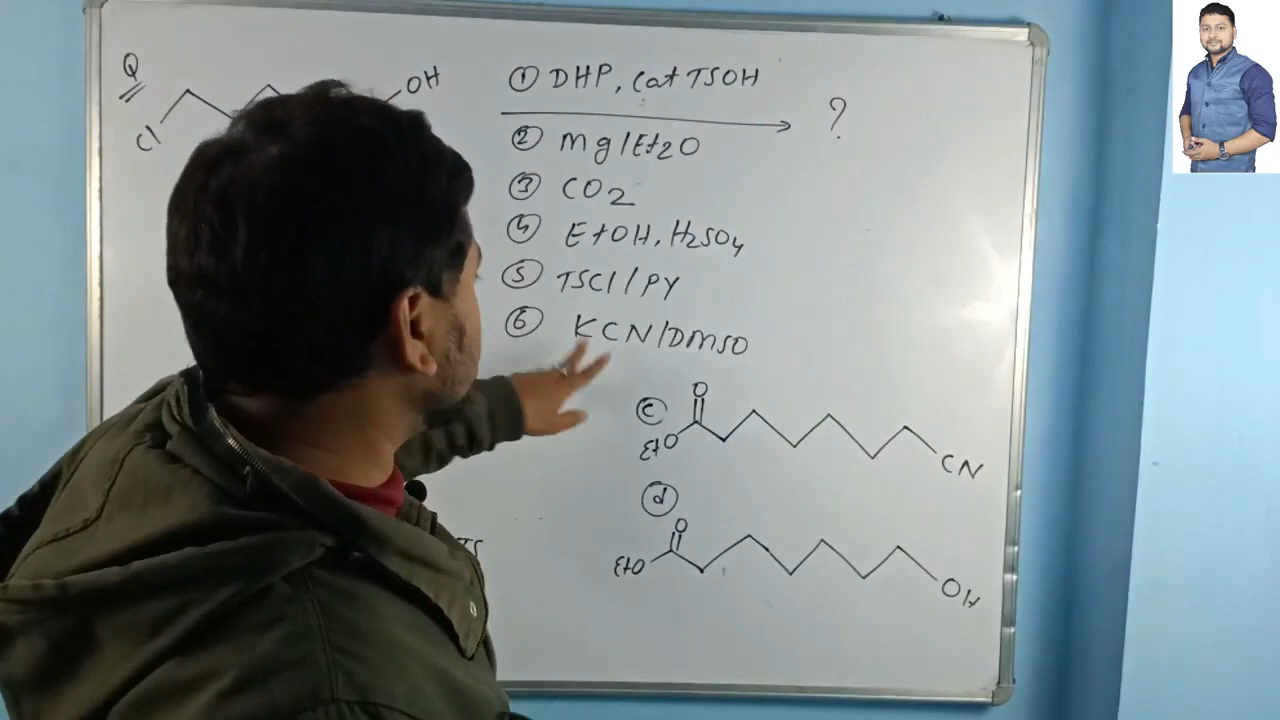 Q
Cl OH
① DHP, Cat TSOH
?
② Mg/Et2O
③ CO2
④ EtOH, H2SO4
⑤ TSCl/PY
⑥ KCN/DMSO
ⓒ O
EtO CN
ⓓ O
EtO OH
TS